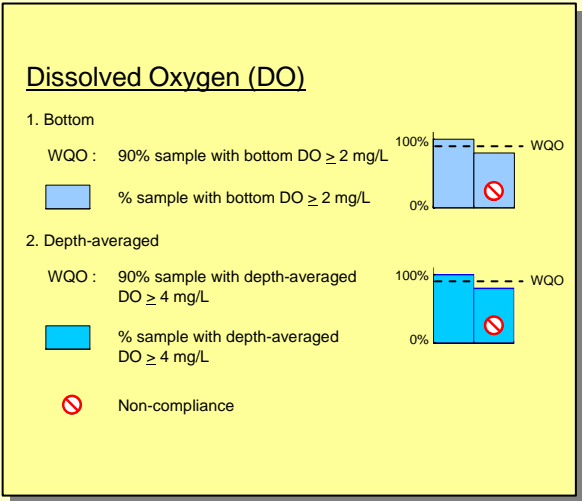 Dissolved Oxygen (DO)
1. Bottom
WQO : 90% sample with bottom DO ≥ 2 mg/L
% sample with bottom DO ≥ 2 mg/L
100%
WQO
0%
2. Depth-averaged
WQO : 90% sample with depth-averaged
DO ≥ 4 mg/L
% sample with depth-averaged
DO ≥ 4 mg/L
100%
WQO
0%
Non-compliance